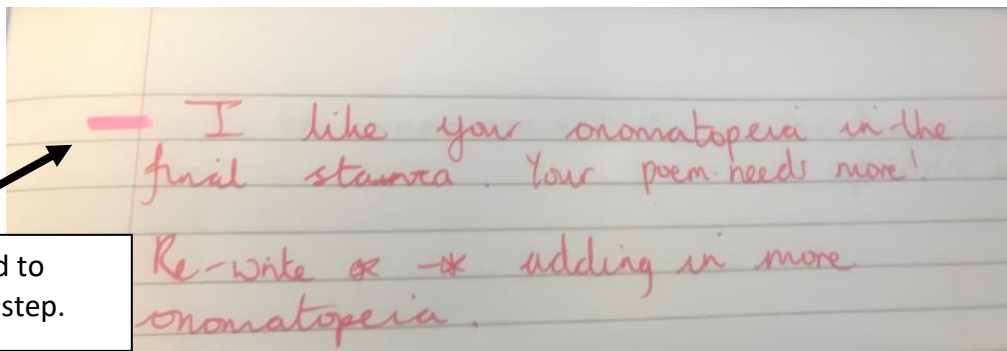 I like your onomatopeia in the
final stanza. Your poem needs more!
Re-write * - * adding in more
onomatopeia.
d to
step.